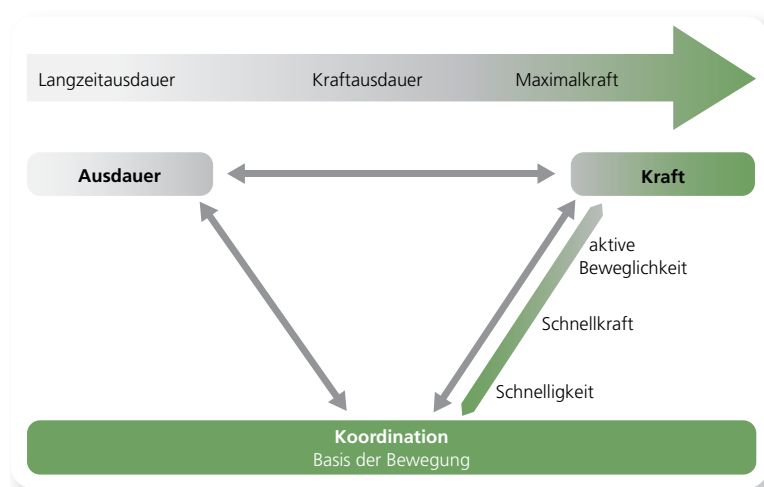 Langzeitausdauer Kraftausdauer Maximalkraft
Ausdauer Kraft
aktive
Beweglichkeit
Schnellkraft
Schnelligkeit
Koordination
Basis der Bewegung